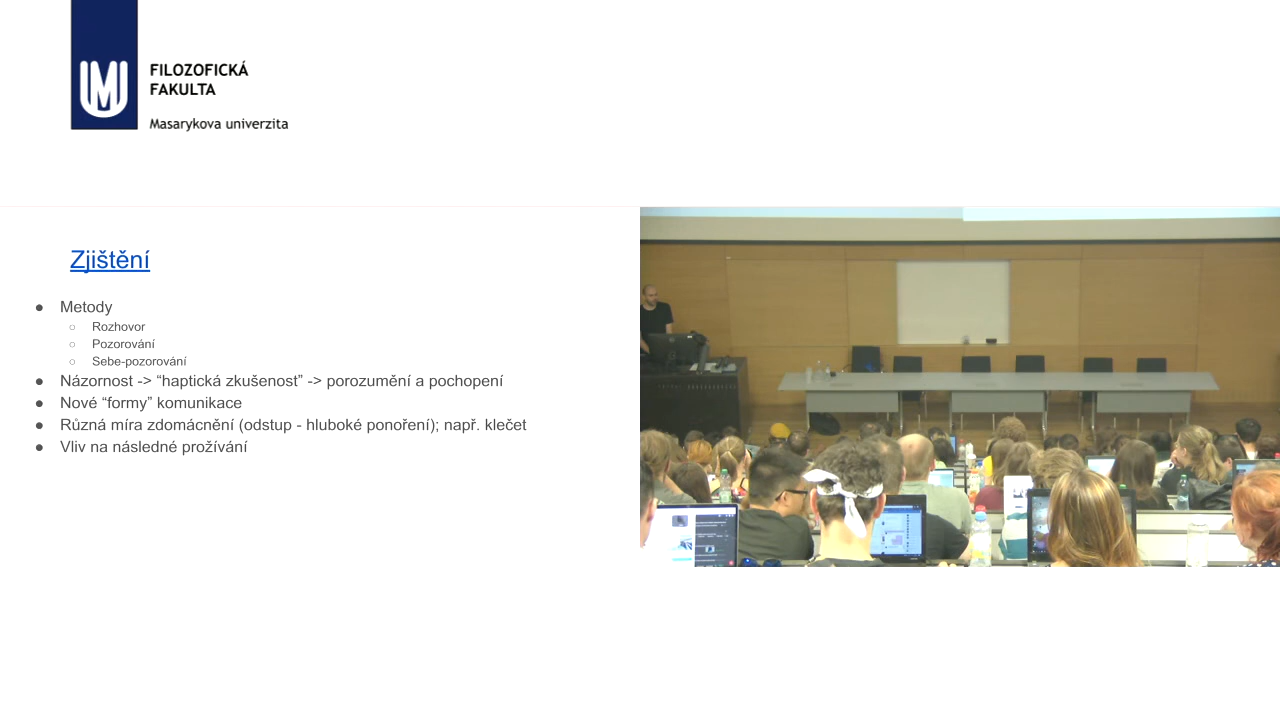 FILOZOFICKÁ
FAKULTA
Masarykova univerzita
Zjištění
● Metody
○ Rozhovor
○ Pozorování
○ Sebe-pozorování
● Názornost -> “haptická zkušenost” -> porozumění a pochopení
● Nové “formy” komunikace
● Různá míra zdomácnění (odstup - hluboké ponoření); např. klečet
● Vliv na následné prožívání